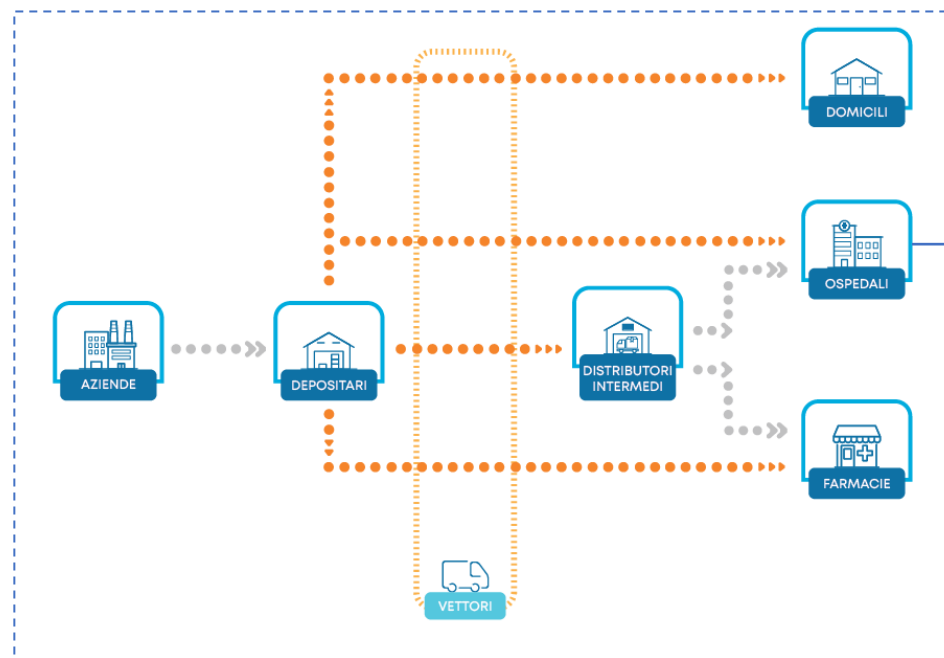 DOMICILI
OSPEDALI
AZIENDE
DEPOSITARI
DISTRIBUTORI
INTERMEDI
FARMACIE
VETTORI